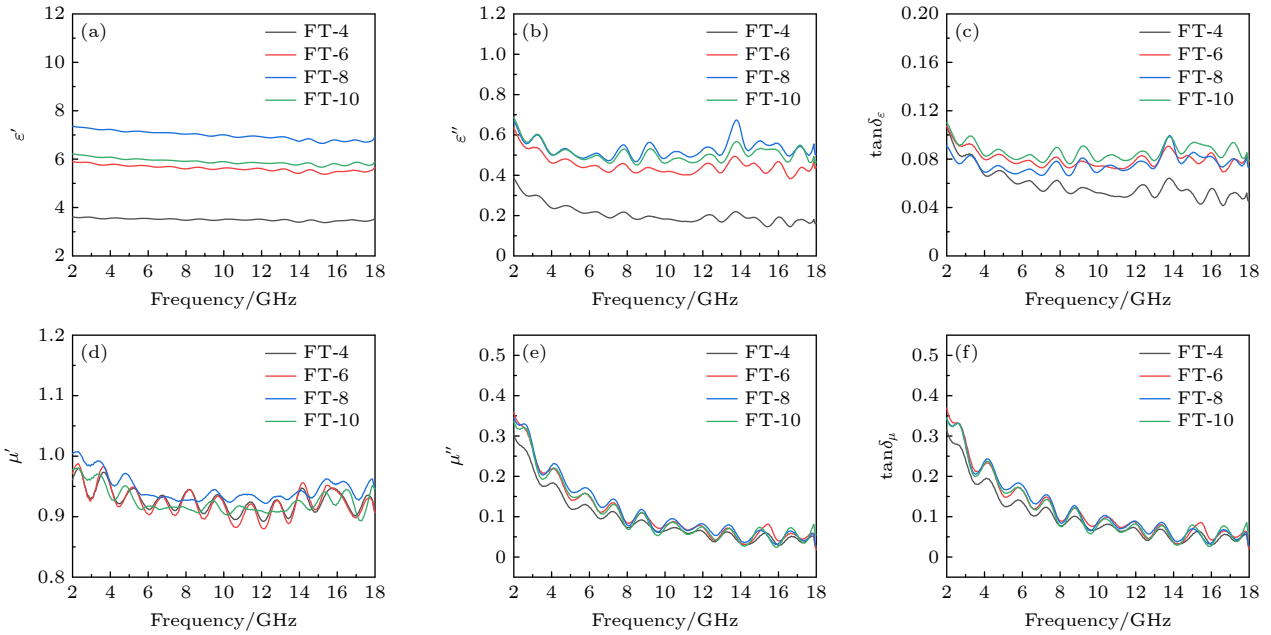 (a)
FT-4
FT-6
FT-8
FT-10
12
10
8
6
4
2
ε′
2 4 6 8 10 12 14 16 18
Frequency/GHz
(b)
FT-4
FT-6
FT-8
FT-10
1.2
1.0
0.8
0.6
0.4
0.2
0
ε″
2 4 6 8 10 12 14 16 18
Frequency/GHz
(c)
FT-4
FT-6
FT-8
FT-10
0.20
0.16
0.12
0.08
0.04
0
tanδε
2 4 6 8 10 12 14 16 18
Frequency/GHz
(d)
FT-4
FT-6
FT-8
FT-10
1.2
1.1
1.0
0.9
0.8
μ′
2 4 6 8 10 12 14 16 18
Frequency/GHz
(e)
FT-4
FT-6
FT-8
FT-10
0.5
0.4
0.3
0.2
0.1
0
μ″
2 4 6 8 10 12 14 16 18
Frequency/GHz
(f)
FT-4
FT-6
FT-8
FT-10
0.5
0.4
0.3
0.2
0.1
0
tanδμ
2 4 6 8 10 12 14 16 18
Frequency/GHz